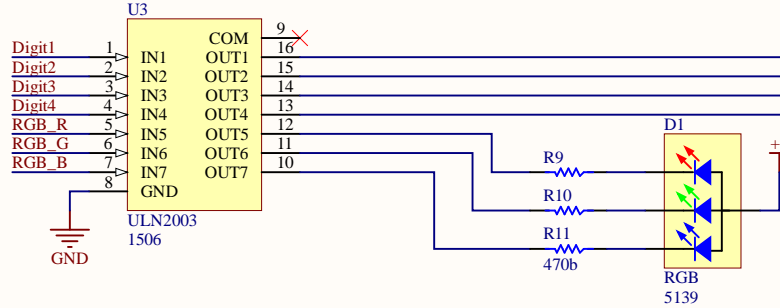 U3
9
COM
Digit1 1 IN1 OUT1 16
Digit2 2 IN2 OUT2 15
Digit3 3 IN3 OUT3 14
Digit4 4 IN4 OUT4 13
RGB_R 5 IN5 OUT5 12
RGB_G 6 IN6 OUT6 11
RGB_B 7 IN7 OUT7 10
8 GND
ULN2003
1506
GND
D1
R9
R10
R11
470b
RGB
5139
+